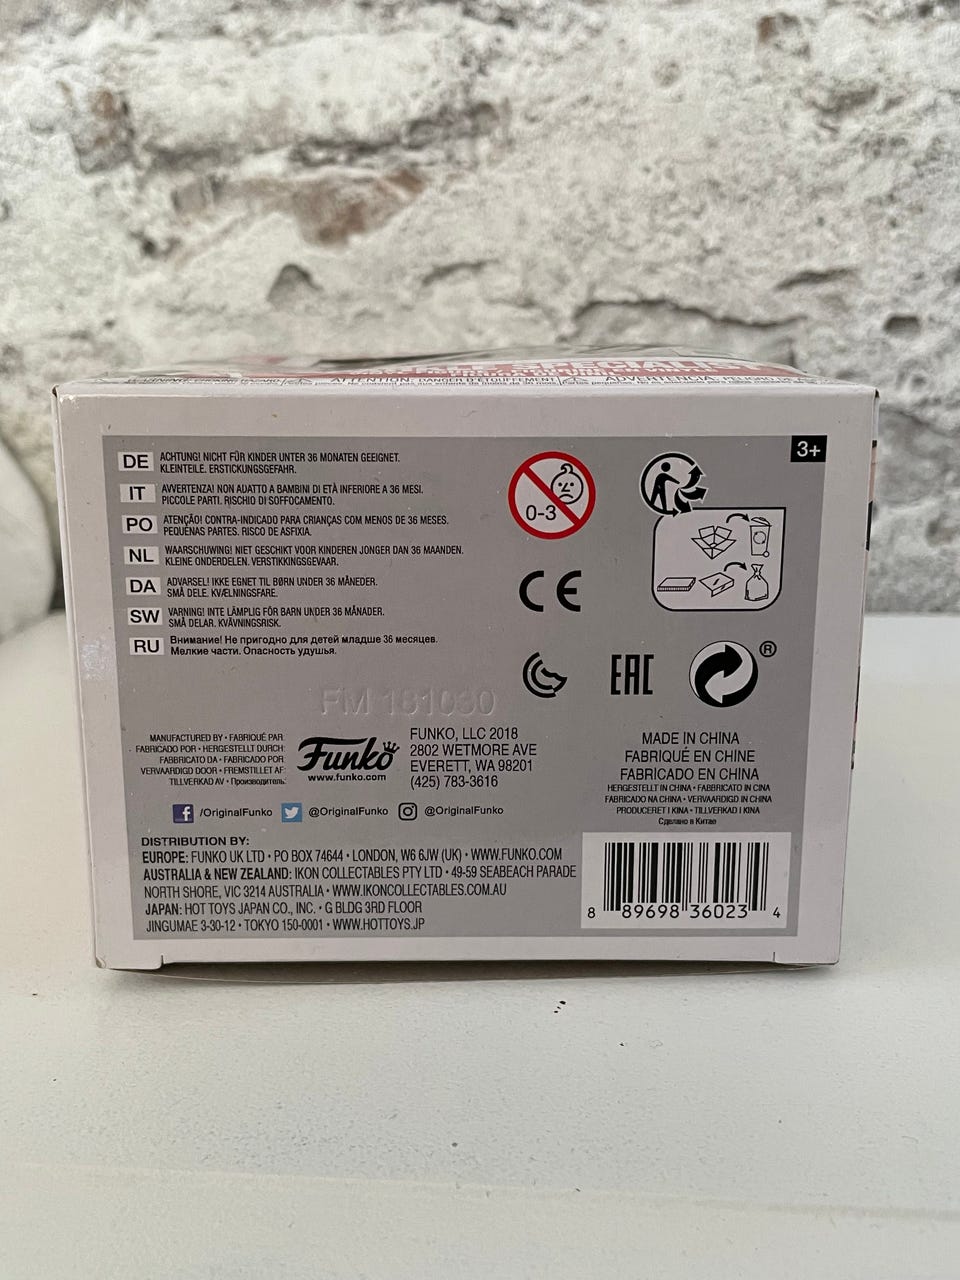 SPECIALIS
ATTENTION: DANGER D'ÉTOUFFEMENT
ADVERTENCIA: PELIGRO DE
3+
DE ACHTUNG! NICHT FÜR KINDER UNTER 36 MONATEN GEEIGNET.
KLEINTEILE. ERSTICKUNGSGEFAHR.
IT AVVERTENZA! NON ADATTO A BAMBINI DI ETÀ INFERIORE A 36 MESI.
PICCOLE PARTI. RISCHIO DI SOFFOCAMENTO.
PO ATENÇÃO! CONTRA-INDICADO PARA CRIANÇAS COM MENOS DE 36 MESES.
PEQUENAS PARTES. RISCO DE ASFIXIA.
NL WAARSCHUWING! NIET GESCHIKT VOOR KINDEREN JONGER DAN 36 MAANDEN.
KLEINE ONDERDELEN. VERSTIKKINGSGEVAAR.
DA ADVARSEL! IKKE EGNET TIL BØRN UNDER 36 MÅNEDER.
SMÅ DELE. KVÆLNINGSFARE.
SW VARNING! INTE LÄMPLIG FÖR BARN UNDER 36 MÅNADER.
SMÅ DELAR. KVÄVNINGSRISK.
RU Внимание! Не пригодно для детей младше 36 месяцев.
Мелкие части. Опасность удушья.
0-3
CE
EAC
®
FM 181030
MANUFACTURED BY • FABRIQUÉ PAR
FABRICADO POR • HERGESTELLT DURCH:
FABBRICATO DA • FABRICADO POR:
VERVAARDIGD DOOR • FREMSTILLET AF:
TILLVERKAD AV • Производитель:
Funko
www.funko.com
FUNKO, LLC 2018
2802 WETMORE AVE
EVERETT, WA 98201
(425) 783-3616
/OriginalFunko @OriginalFunko @OriginalFunko
MADE IN CHINA
FABRIQUÉ EN CHINE
FABRICADO EN CHINA
HERGESTELLT IN CHINA • FABBRICATO IN CINA
FABRICADO NA CHINA • VERVAARDIGD IN CHINA
PRODUCERET I KINA • TILLVERKAD I KINA
Сделано в Китае
DISTRIBUTION BY:
EUROPE: FUNKO UK LTD • PO BOX 74644 • LONDON, W6 6JW (UK) • WWW.FUNKO.COM
AUSTRALIA & NEW ZEALAND: IKON COLLECTABLES PTY LTD • 49-59 SEABEACH PARADE
NORTH SHORE, VIC 3214 AUSTRALIA • WWW.IKONCOLLECTABLES.COM.AU
JAPAN: HOT TOYS JAPAN CO., INC. • G BLDG 3RD FLOOR
JINGUMAE 3-30-12 • TOKYO 150-0001 • WWW.HOTTOYS.JP
8 89698 36023 4